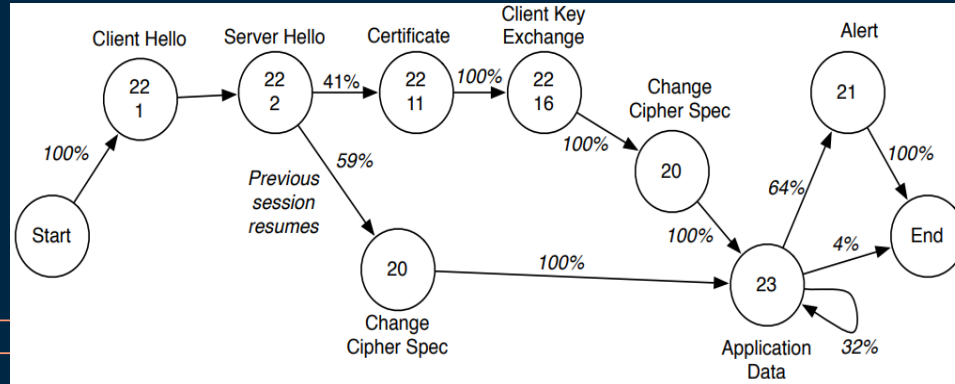 Client Hello
Server Hello
Certificate
Client Key
Exchange
Alert
22
1
22
2
41%
22
11
100%
22
16
Change
Cipher Spec
21
100%
100%
59%
Previous
session
resumes
20
64%
100%
Start
100%
4%
End
20
100%
23
Change
Cipher Spec
Application
Data
32%